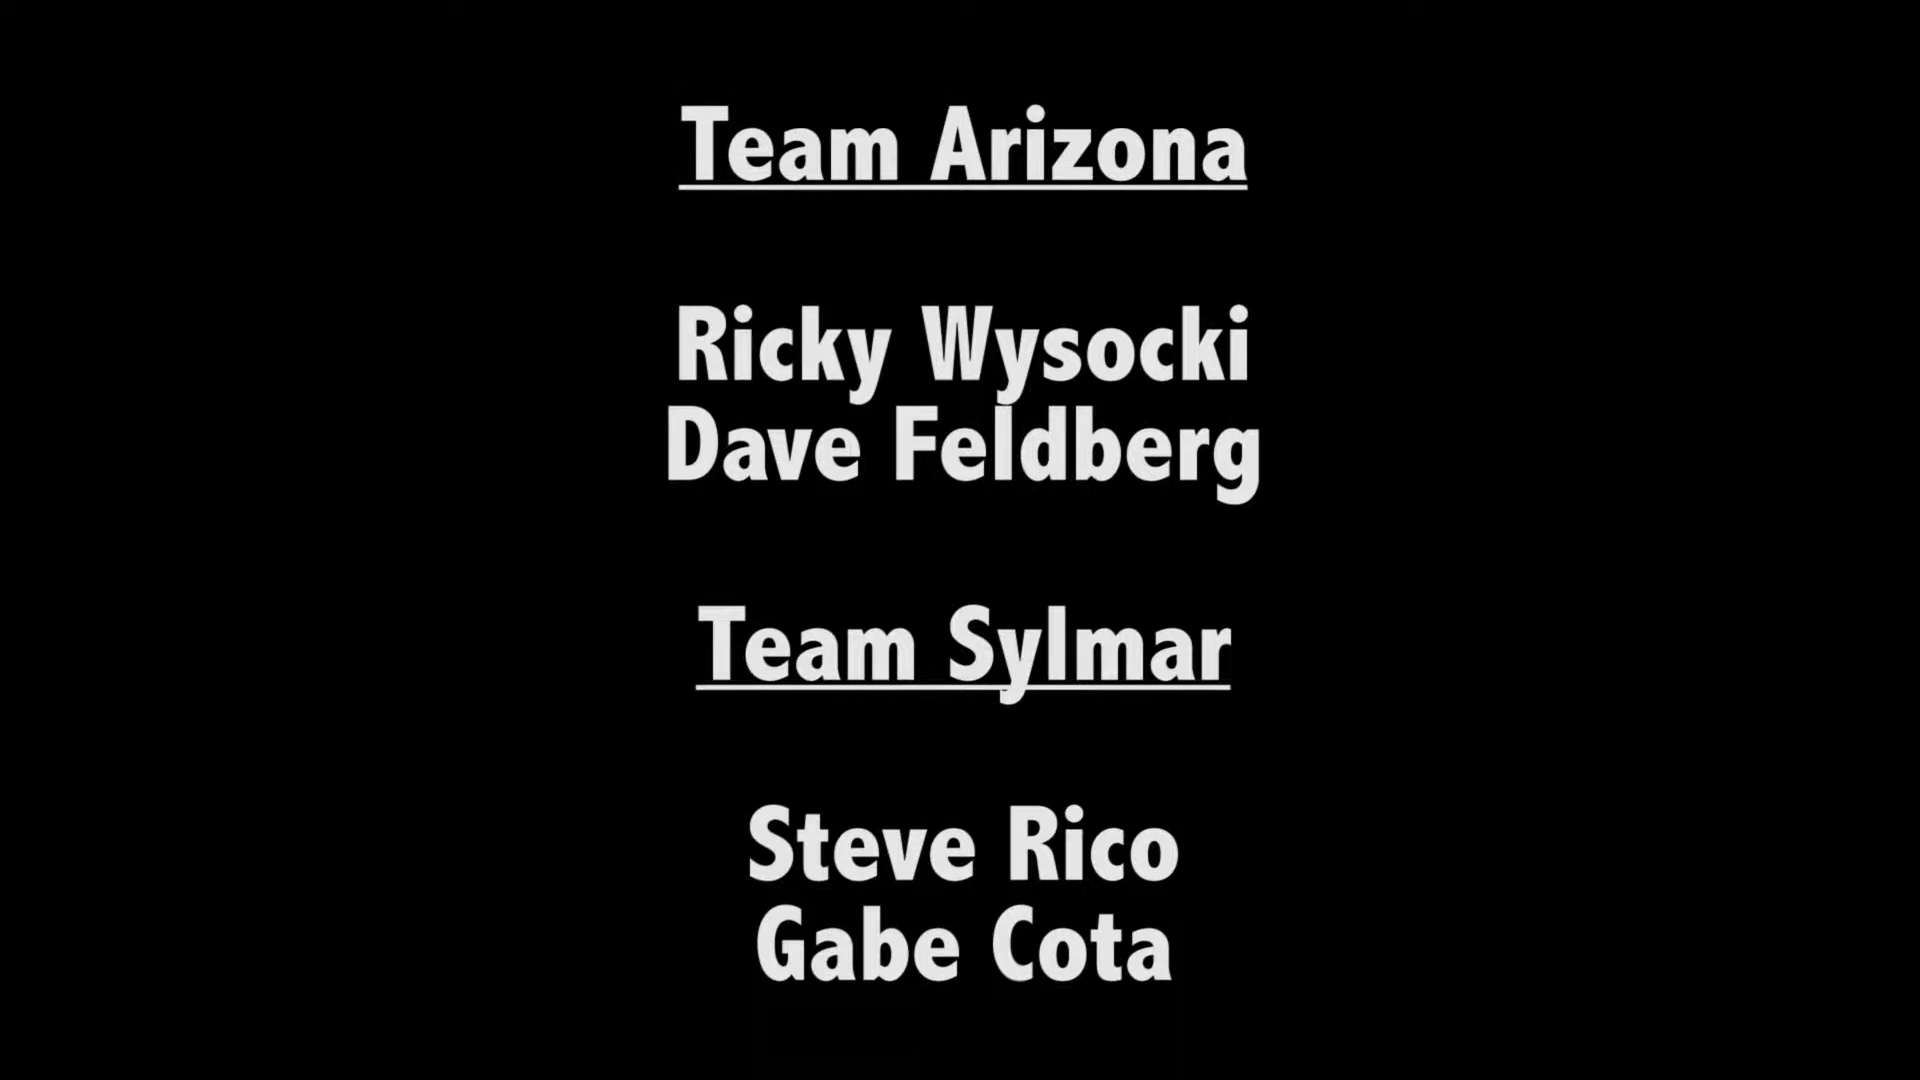 Team Arizona
Ricky Wysocki
Dave Feldberg
Team Sylmar
Steve Rico
Gabe Cota